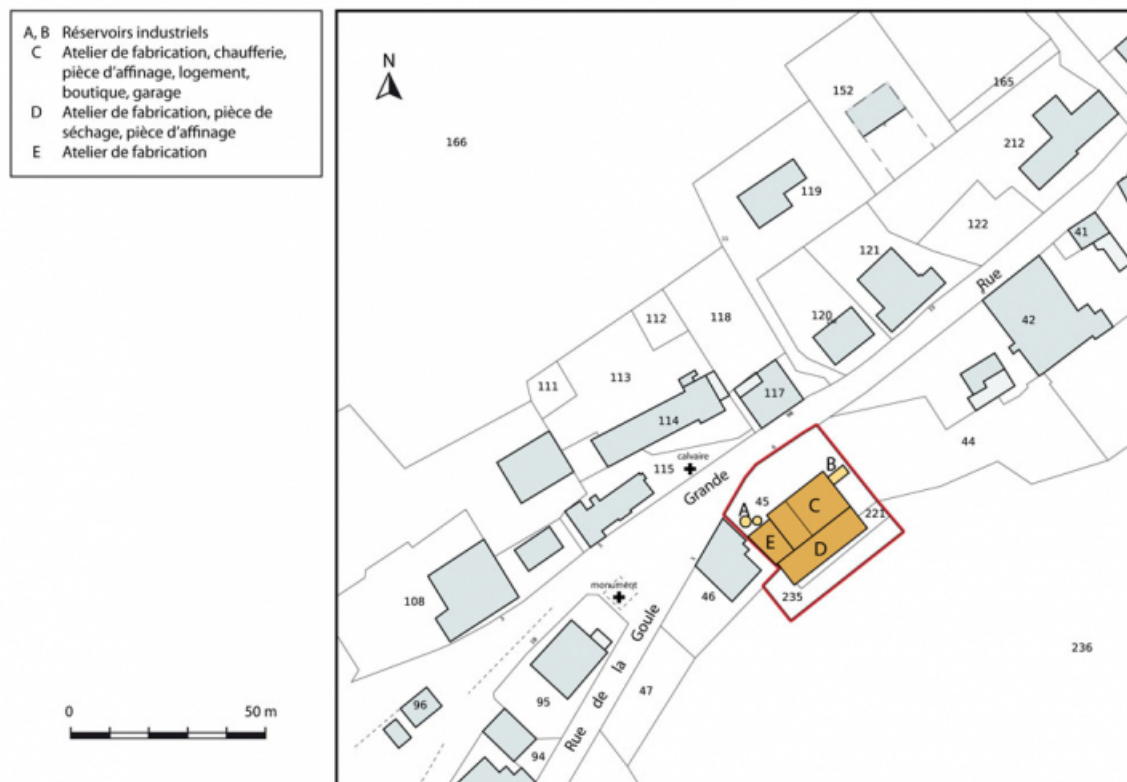 A, B Réservoirs industriels
C Atelier de fabrication, chaufferie,
pièce d'affinage, logement,
boutique, garage
D Atelier de fabrication, pièce de
séchage, pièce d'affinage
E Atelier de fabrication
N
166
152
165
212
119
122
41
121
Rue
120
42
112
118
111
113
117
114
44
calvaire
115
Grande
B
45
A
C
221
E
D
monument
108
46
235
Goule
236
la
47
95
de
96
Rue
94
0
50 m